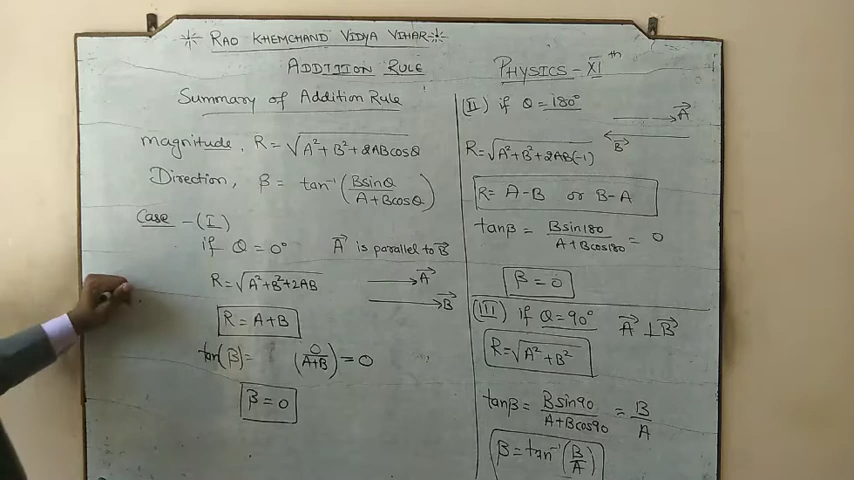 RAO KHEMCHAND VIDYA VIHAR
ADDITION RULE
PHYSICS - XI th
Summary of Addition Rule
magnitude, R = √A²+B²+2ABcosθ
Direction, β = tan⁻¹(Bsinθ/A+Bcosθ)
Case - (I)
if θ = 0° A⃗ is parallel to B⃗
R = √A²+B²+2AB A⃗
B⃗
R = A+B
tan(β) = (0/A+B) = 0
β = 0
(II) if θ = 180°
A⃗
B⃗
R = √A²+B²+2AB(-1)
R = A-B or B-A
tanβ = Bsin180/A+Bcos180 = 0
β = 0
(III) if θ = 90° A⃗ ⊥ B⃗
R = √A²+B²
tanβ = Bsin90/A+Bcos90 = B/A
β = tan⁻¹(B/A)